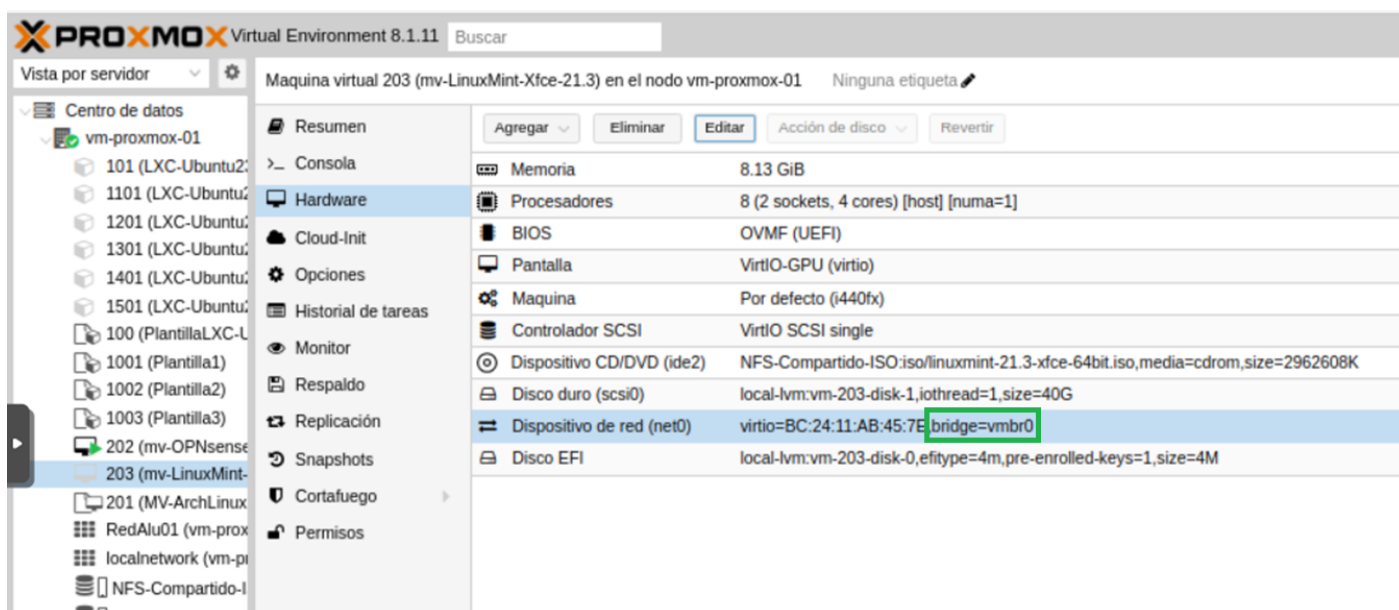 PROXMOX Virtual Environment 8.1.11 Buscar
Vista por servidor
Centro de datos
vm-proxmox-01
101 (LXC-Ubuntu2
1101 (LXC-Ubuntu2
1201 (LXC-Ubuntu2
1301 (LXC-Ubuntu2
1401 (LXC-Ubuntu2
1501 (LXC-Ubuntu2
100 (PlantillaLXC-U
1001 (Plantilla1)
1002 (Plantilla2)
1003 (Plantilla3)
202 (mv-OPNsense
203 (mv-LinuxMint-
201 (MV-ArchLinux
RedAlu01 (vm-prox
localnetwork (vm-p
NFS-Compartido-I
Maquina virtual 203 (mv-LinuxMint-Xfce-21.3) en el nodo vm-proxmox-01 Ninguna etiqueta
Resumen
Consola
Hardware
Cloud-Init
Opciones
Historial de tareas
Monitor
Respaldo
Replicación
Snapshots
Cortafuego
Permisos
Agregar Eliminar Editar Acción de disco Revertir
Memoria 8.13 GiB
Procesadores 8 (2 sockets, 4 cores) [host] [numa=1]
BIOS OVMF (UEFI)
Pantalla VirtIO-GPU (virtio)
Maquina Por defecto (i440fx)
Controlador SCSI VirtIO SCSI single
Dispositivo CD/DVD (ide2) NFS-Compartido-ISO:iso/linuxmint-21.3-xfce-64bit.iso,media=cdrom,size=2962608K
Disco duro (scsi0) local-lvm:vm-203-disk-1,iothread=1,size=40G
Dispositivo de red (net0) virtio=BC:24:11:AB:45:7E,bridge=vmbr0
Disco EFI local-lvm:vm-203-disk-0,efitype=4m,pre-enrolled-keys=1,size=4M